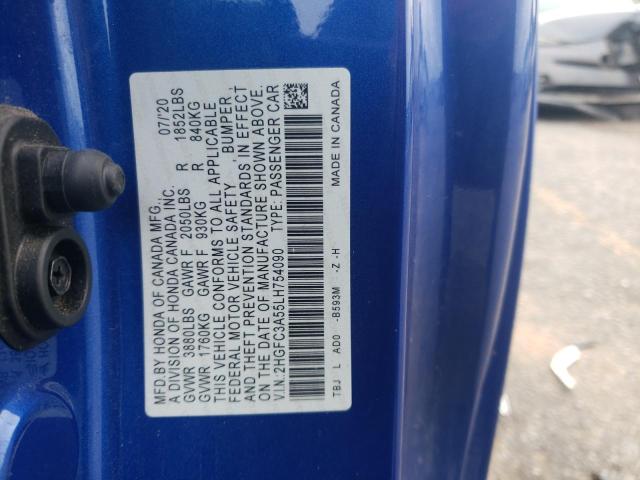 MFD.BY HONDA OF CANADA MFG., 07/'20
A DIVISION OF HONDA CANADA INC.
GVWR 3880LBS GAWR F 2050LBS R 1852LBS
GVWR 1760KG GAWR F 930KG R 840KG
THIS VEHICLE CONFORMS TO ALL APPLICABLE
FEDERAL MOTOR VEHICLE SAFETY , BUMPER ,
AND THEFT PREVENTION STANDARDS IN EFFECT
ON THE DATE OF MANUFACTURE SHOWN ABOVE.
V.I.N. 2HGFC3A55LH754090 TYPE: PASSENGER CAR
TBJ L AD0 -B593M -Z -H MADE IN CANADA